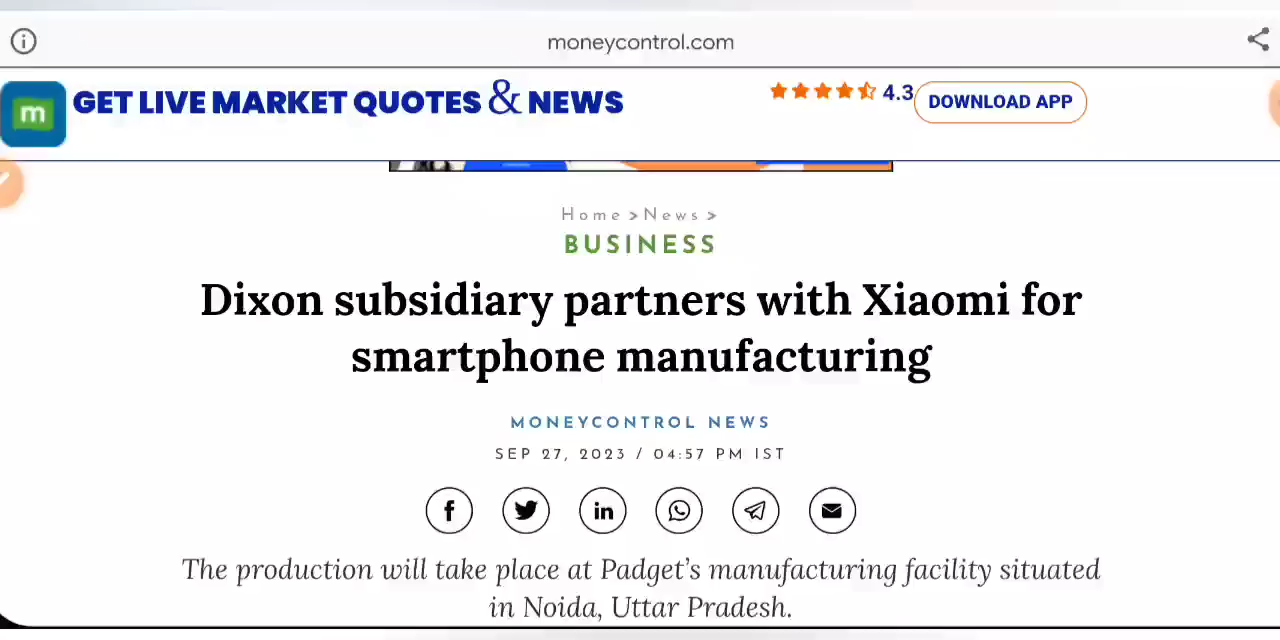 moneycontrol.com
m GET LIVE MARKET QUOTES & NEWS 4.3 DOWNLOAD APP
Home > News >
BUSINESS
Dixon subsidiary partners with Xiaomi for
smartphone manufacturing
MONEYCONTROL NEWS
SEP 27, 2023 / 04:57 PM IST
The production will take place at Padget's manufacturing facility situated
in Noida, Uttar Pradesh.